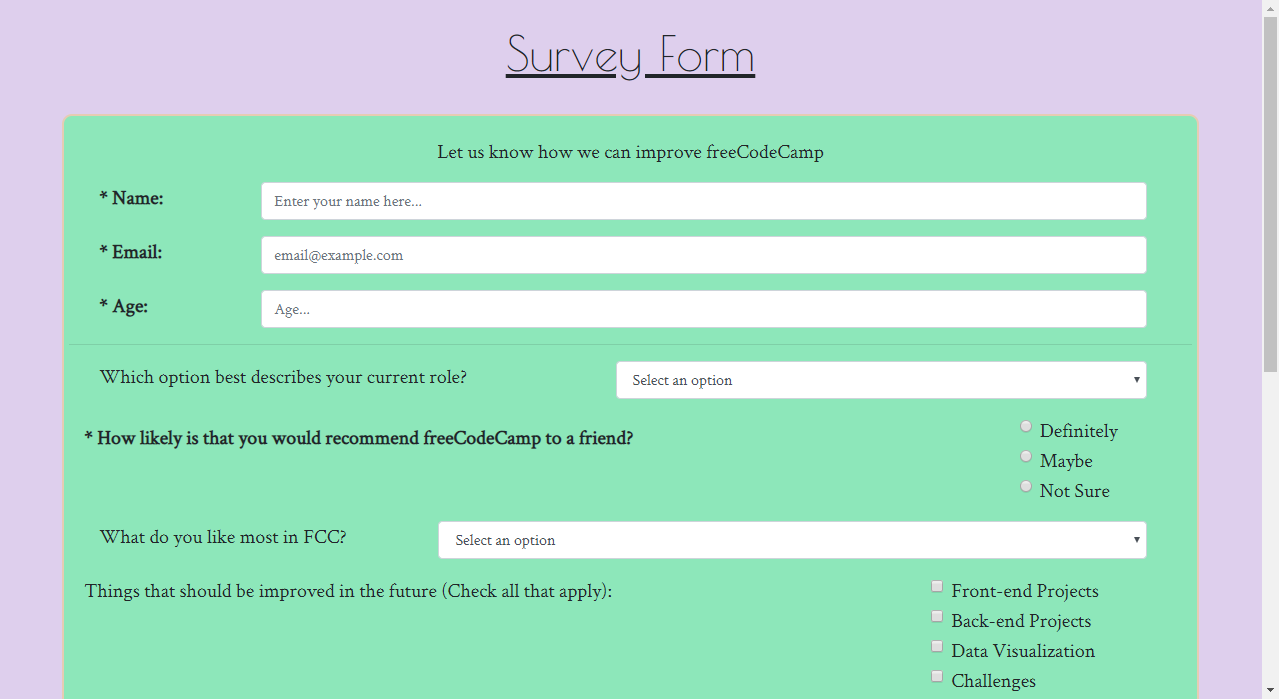 Survey Form
Let us know how we can improve freeCodeCamp
* Name:
Enter your name here...
* Email:
email@example.com
* Age:
Age...
Which option best describes your current role?
Select an option
* How likely is that you would recommend freeCodeCamp to a friend?
Definitely
Maybe
Not Sure
What do you like most in FCC?
Select an option
Things that should be improved in the future (Check all that apply):
Front-end Projects
Back-end Projects
Data Visualization
Challenges